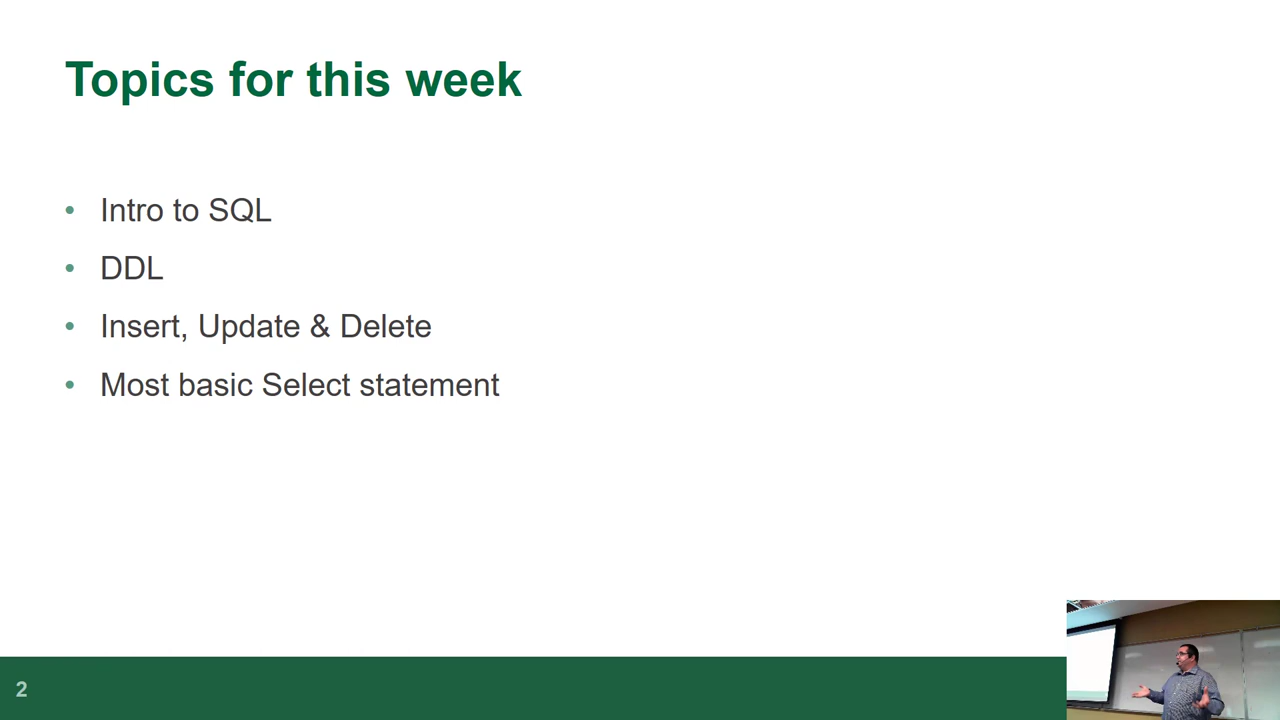 Topics for this week
• Intro to SQL
• DDL
• Insert, Update & Delete
• Most basic Select statement
2